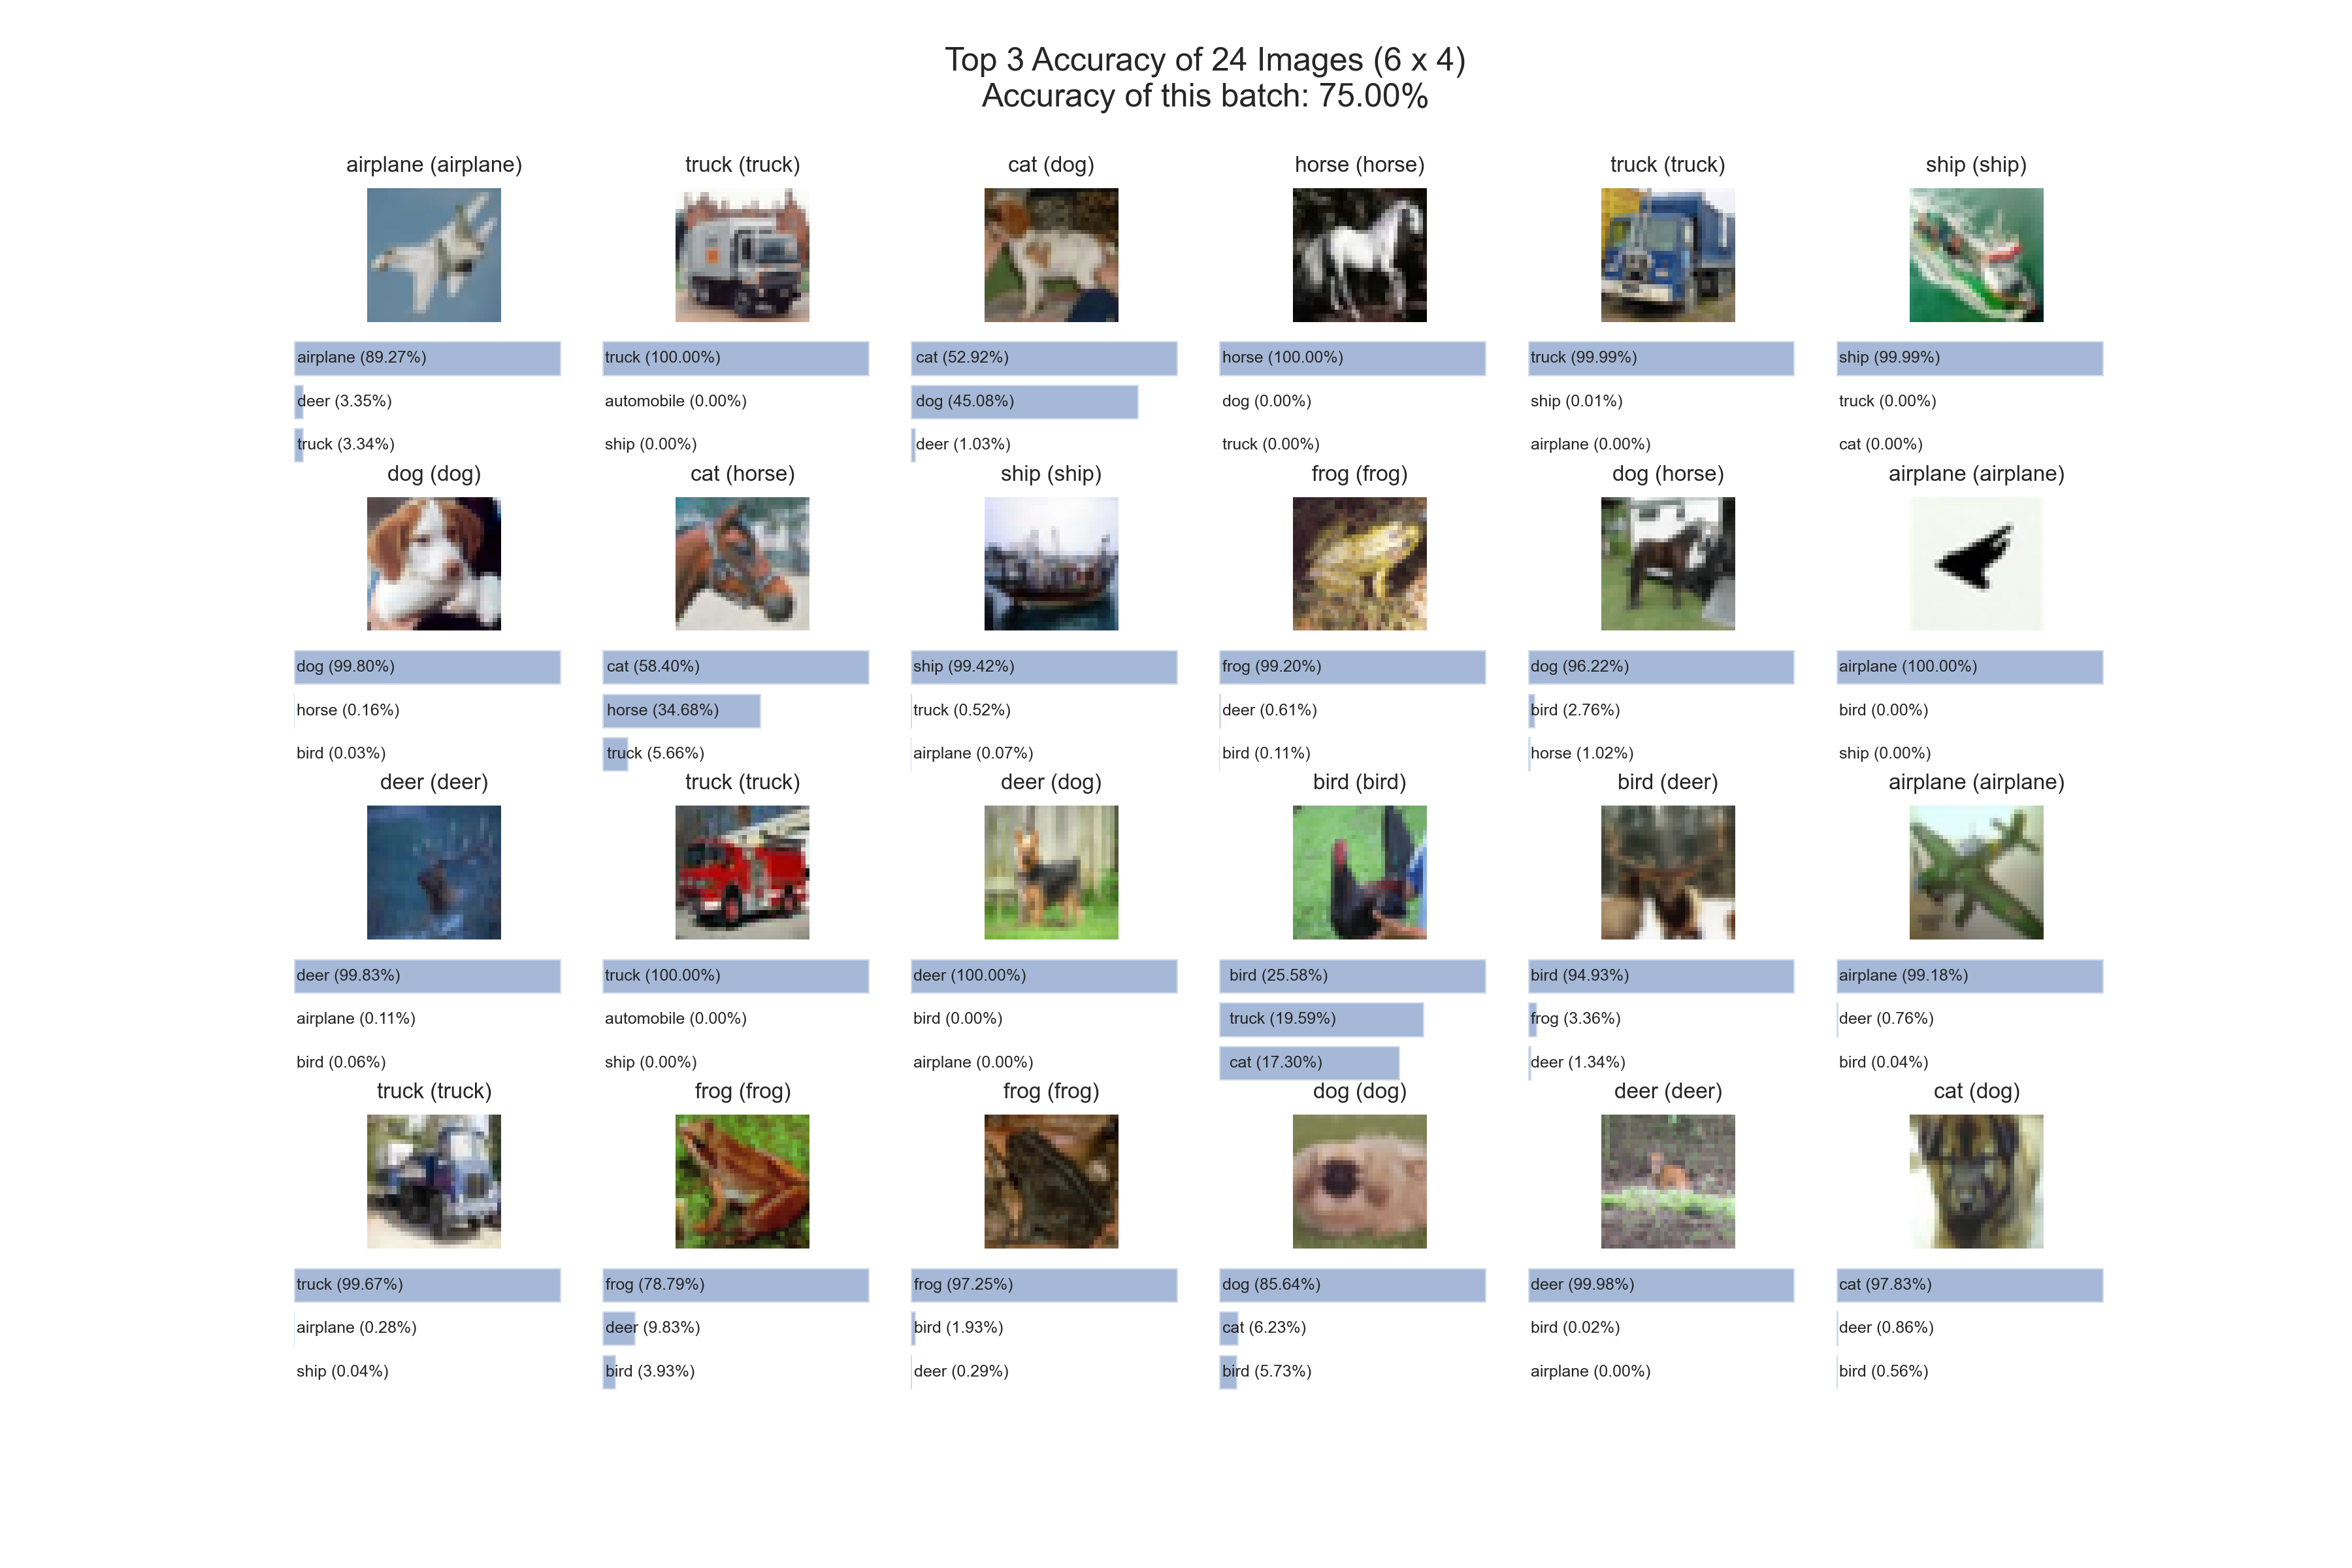 Top 3 Accuracy of 24 Images (6 x 4)
Accuracy of this batch: 75.00%
airplane (airplane)
airplane (89.27%)
deer (3.35%)
truck (3.34%)
truck (truck)
truck (100.00%)
automobile (0.00%)
ship (0.00%)
cat (dog)
cat (52.92%)
dog (45.08%)
deer (1.03%)
horse (horse)
horse (100.00%)
dog (0.00%)
truck (0.00%)
truck (truck)
truck (99.99%)
ship (0.01%)
airplane (0.00%)
ship (ship)
ship (99.99%)
truck (0.00%)
cat (0.00%)
dog (dog)
dog (99.80%)
horse (0.16%)
bird (0.03%)
cat (horse)
cat (58.40%)
horse (34.68%)
truck (5.66%)
ship (ship)
ship (99.42%)
truck (0.52%)
airplane (0.07%)
frog (frog)
frog (99.20%)
deer (0.61%)
bird (0.11%)
dog (horse)
dog (96.22%)
bird (2.76%)
horse (1.02%)
airplane (airplane)
airplane (100.00%)
bird (0.00%)
ship (0.00%)
deer (deer)
deer (99.83%)
airplane (0.11%)
bird (0.06%)
truck (truck)
truck (100.00%)
automobile (0.00%)
ship (0.00%)
deer (dog)
deer (100.00%)
bird (0.00%)
airplane (0.00%)
bird (bird)
bird (25.58%)
truck (19.59%)
cat (17.30%)
bird (deer)
bird (94.93%)
frog (3.36%)
deer (1.34%)
airplane (airplane)
airplane (99.18%)
deer (0.76%)
bird (0.04%)
truck (truck)
truck (99.67%)
airplane (0.28%)
ship (0.04%)
frog (frog)
frog (78.79%)
deer (9.83%)
bird (3.93%)
frog (frog)
frog (97.25%)
bird (1.93%)
deer (0.29%)
dog (dog)
dog (85.64%)
cat (6.23%)
bird (5.73%)
deer (deer)
deer (99.98%)
bird (0.02%)
airplane (0.00%)
cat (dog)
cat (97.83%)
deer (0.86%)
bird (0.56%)